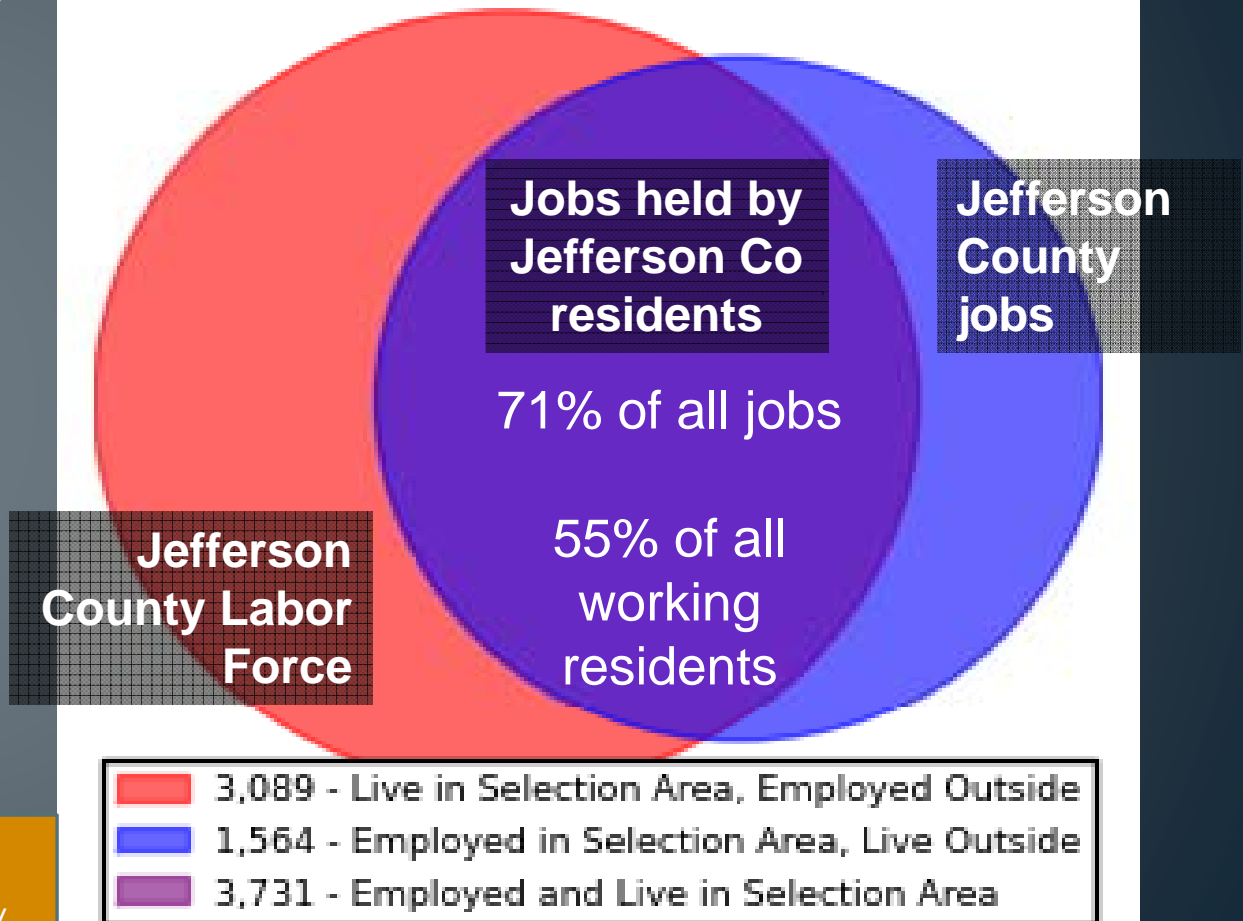 Jobs held by
Jefferson Co
residents
Jefferson
County
jobs
71% of all jobs
55% of all
working
residents
Jefferson
County Labor
Force
3,089 - Live in Selection Area, Employed Outside
1,564 - Employed in Selection Area, Live Outside
3,731 - Employed and Live in Selection Area